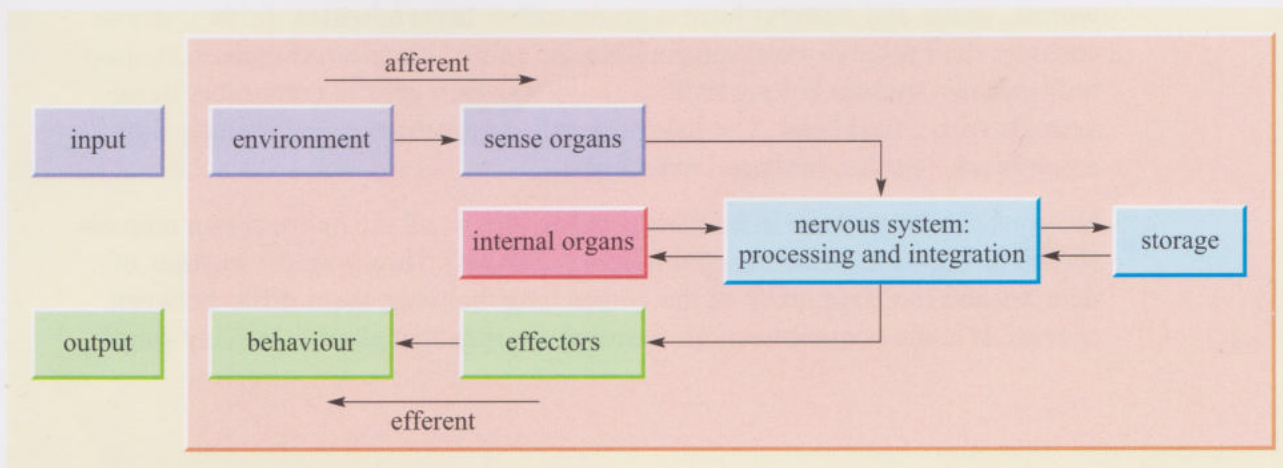 afferent
input
environment
sense organs
internal organs
nervous system:
processing and integration
storage
output
behaviour
effectors
efferent